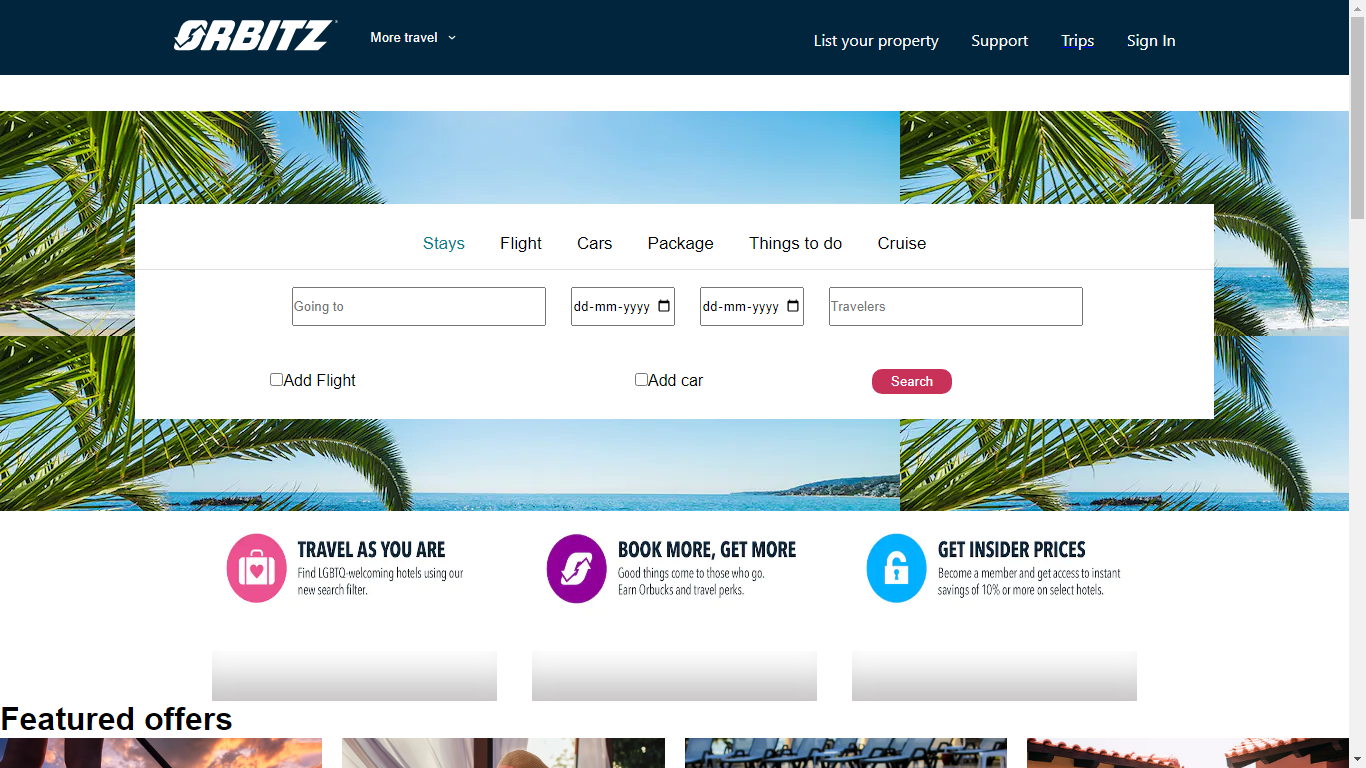 ORBITZ
More travel
List your property
Support
Trips
Sign In
Stays
Flight
Cars
Package
Things to do
Cruise
Going to
dd-mm-yyyy
dd-mm-yyyy
Travelers
Add Flight
Add car
Search
TRAVEL AS YOU ARE
Find LGBTQ-welcoming hotels using our
new search filter.
BOOK MORE, GET MORE
Good things come to those who go.
Earn Orbucks and travel perks.
GET INSIDER PRICES
Become a member and get access to instant
savings of 10% or more on select hotels.
Featured offers